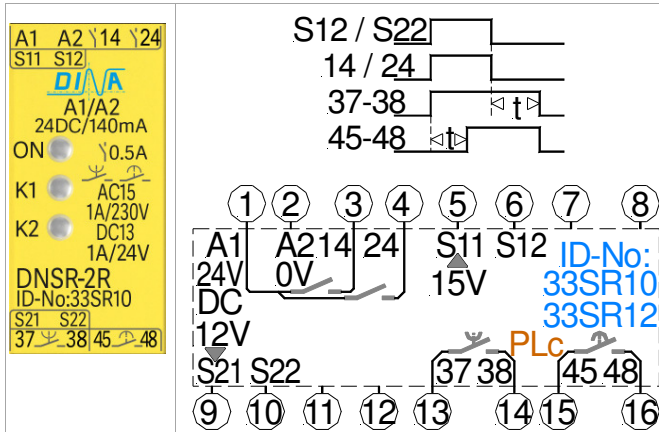 A1 A2 14 24
S11 S12
DINA
A1/A2
24DC/140mA
ON 0.5A
K1 AC15
1A/230V
K2 DC13
1A/24V
DNSR-2R
ID-No:33SR10
S21 S22
37 38 45 48
S12 / S22
14 / 24
37-38
t
45-48
t
1 2 3 4 5 6 7 8
A1 A2 14 24 S11 S12
24V 0V 15V
DC
12V
ID-No:
33SR10
33SR12
PLc
S21 S22 37 38 45 48
9 10 11 12 13 14 15 16